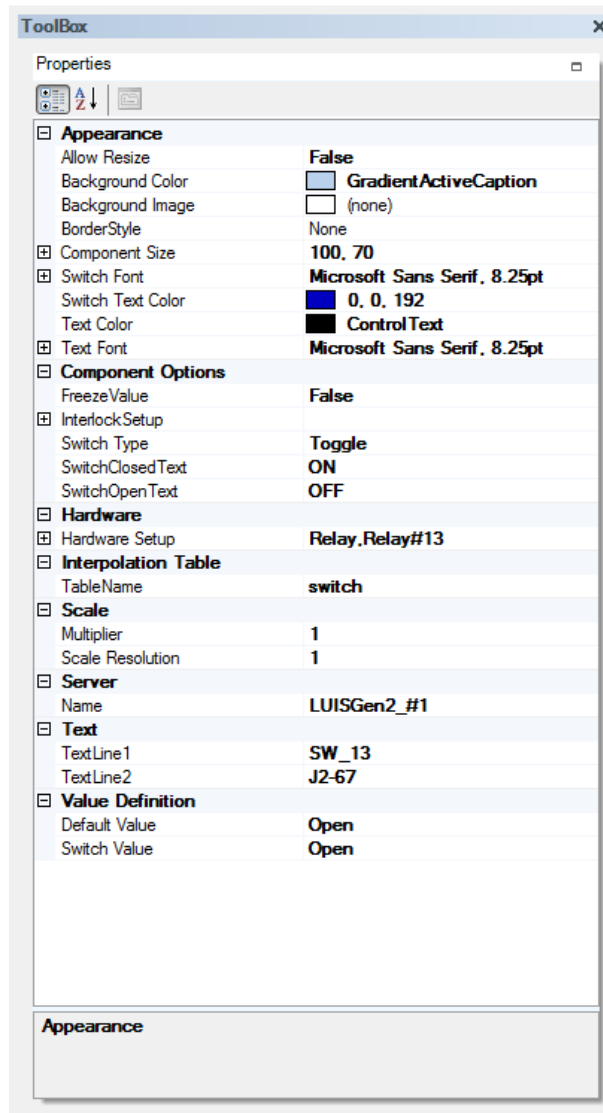 ToolBox
Properties
Appearance
Allow Resize False
Background Color GradientActiveCaption
Background Image (none)
BorderStyle None
Component Size 100, 70
Switch Font Microsoft Sans Serif, 8.25pt
Switch Text Color 0, 0, 192
Text Color ControlText
Text Font Microsoft Sans Serif, 8.25pt
Component Options
FreezeValue False
InterlockSetup
Switch Type Toggle
SwitchClosedText ON
SwitchOpenText OFF
Hardware
Hardware Setup Relay,Relay#13
Interpolation Table
TableName switch
Scale
Multiplier 1
Scale Resolution 1
Server
Name LUISGen2_#1
Text
TextLine1 SW_13
TextLine2 J2-67
Value Definition
Default Value Open
Switch Value Open
Appearance